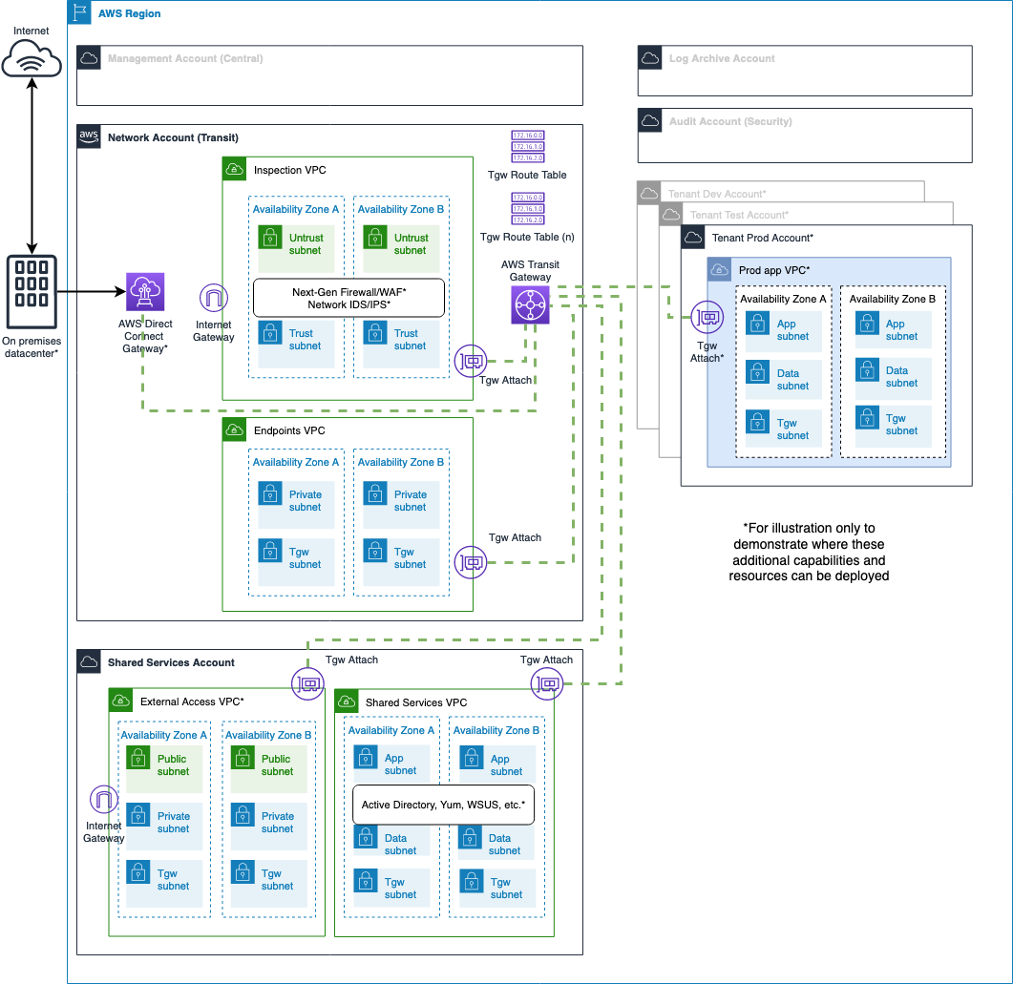 AWS Region
Internet
Management Account (Central)
Log Archive Account
Audit Account (Security)
aws
Network Account (Transit)
172.16.0.0
172.16.1.0
172.16.2.0
Tgw Route Table
172.16.0.0
172.16.1.0
172.16.2.0
Tgw Route Table (n)
AWS Transit
Gateway
Inspection VPC
Availability Zone A
Availability Zone B
Untrust
subnet
Untrust
subnet
Next-Gen Firewall/WAF*
Network IDS/IPS*
Trust
subnet
Trust
subnet
Internet
Gateway
Tgw Attach
On premises
datacenter*
AWS Direct
Connect
Gateway*
Endpoints VPC
Availability Zone A
Availability Zone B
Private
subnet
Private
subnet
Tgw
subnet
Tgw
subnet
Tgw Attach
Tenant Dev Account*
Tenant Test Account*
Tenant Prod Account*
Prod app VPC*
Availability Zone A
Availability Zone B
App
subnet
App
subnet
Data
subnet
Data
subnet
Tgw
subnet
Tgw
subnet
Tgw
Attach*
*For illustration only to
demonstrate where these
additional capabilities and
resources can be deployed
Shared Services Account
Tgw Attach
Tgw Attach
External Access VPC*
Availability Zone A
Availability Zone B
Public
subnet
Public
subnet
Private
subnet
Private
subnet
Tgw
subnet
Tgw
subnet
Internet
Gateway
Shared Services VPC
Availability Zone A
Availability Zone B
App
subnet
App
subnet
Active Directory, Yum, WSUS, etc.*
Data
subnet
Data
subnet
Tgw
subnet
Tgw
subnet